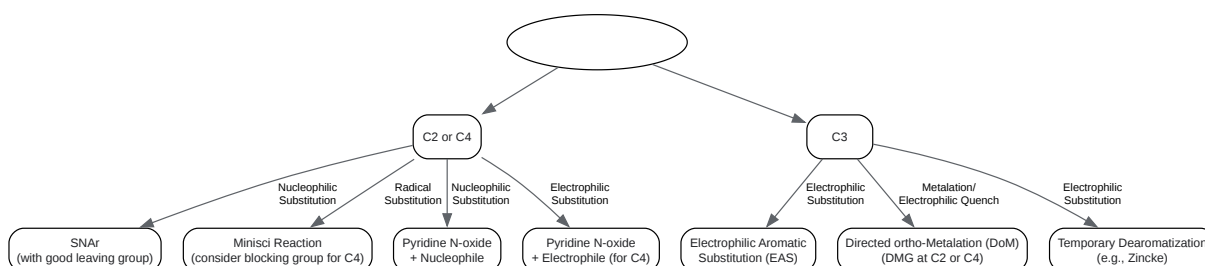 C2 or C4
C3
Nucleophilic
Substitution
Radical
Substitution
Nucleophilic
Substitution
Electrophilic
Substitution
Electrophilic
Substitution
Metalation/
Electrophilic Quench
Electrophilic
Substitution
SNAr
(with good leaving group)
Minisci Reaction
(consider blocking group for C4)
Pyridine N-oxide
+ Nucleophile
Pyridine N-oxide
+ Electrophile (for C4)
Electrophilic Aromatic
Substitution (EAS)
Directed ortho-Metalation (DoM)
(DMG at C2 or C4)
Temporary Dearomatization
(e.g., Zincke)